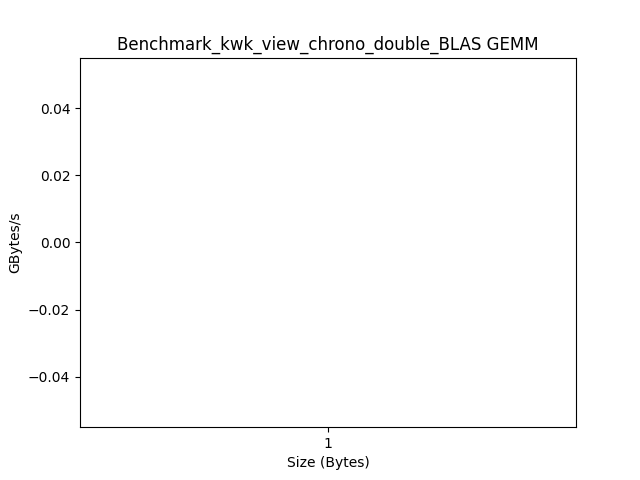 Benchmark_kwk_view_chrono_double_BLAS GEMM
0.04
0.02
0.00
−0.02
−0.04
GBytes/s
1
Size (Bytes)